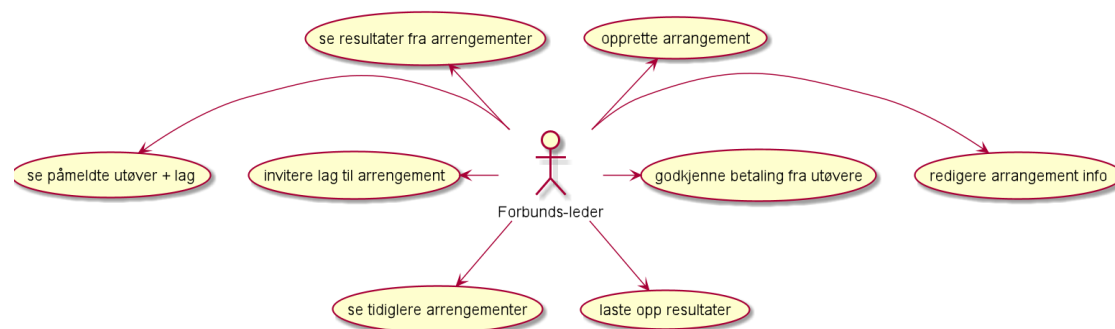 se resultater fra arrengementer
opprette arrangement
se påmeldte utøver + lag
invitere lag til arrengement
godkjenne betaling fra utøvere
redigere arrangement info
Forbunds-leder
se tidiglere arrengementer
laste opp resultater